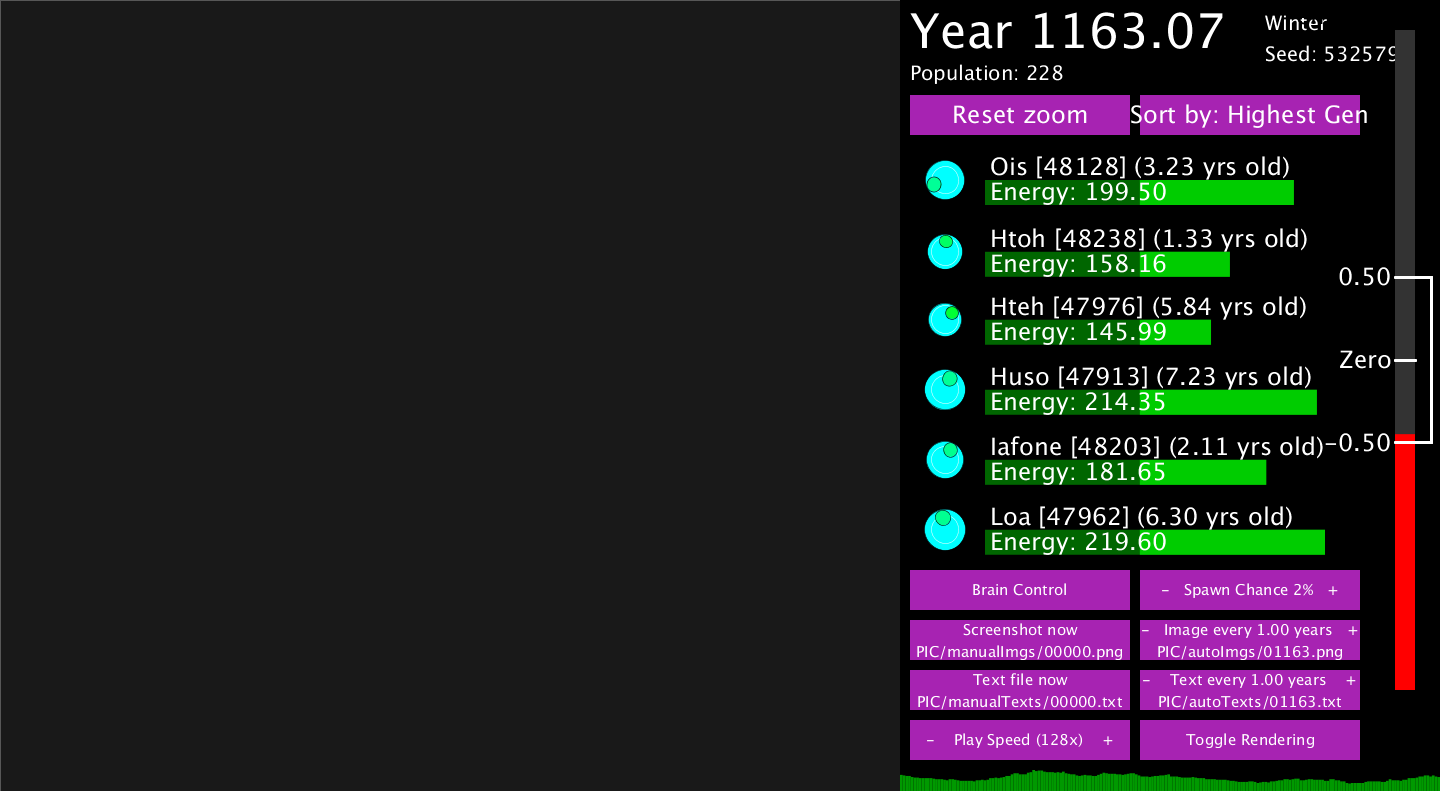 Year 1163.07
Winter
Seed: 532579
Population: 228
Reset zoom
Sort by: Highest Gen
Ois [48128] (3.23 yrs old)
Energy: 199.50
Htoh [48238] (1.33 yrs old)
Energy: 158.16
Hteh [47976] (5.84 yrs old)
Energy: 145.99
Huso [47913] (7.23 yrs old)
Energy: 214.35
Iafone [48203] (2.11 yrs old)
Energy: 181.65
Loa [47962] (6.30 yrs old)
Energy: 219.60
0.50
Zero
-0.50
Brain Control
- Spawn Chance 2% +
Screenshot now
PIC/manualImgs/00000.png
- Image every 1.00 years +
PIC/autoImgs/01163.png
Text file now
PIC/manualTexts/00000.txt
- Text every 1.00 years +
PIC/autoTexts/01163.txt
- Play Speed (128x) +
Toggle Rendering